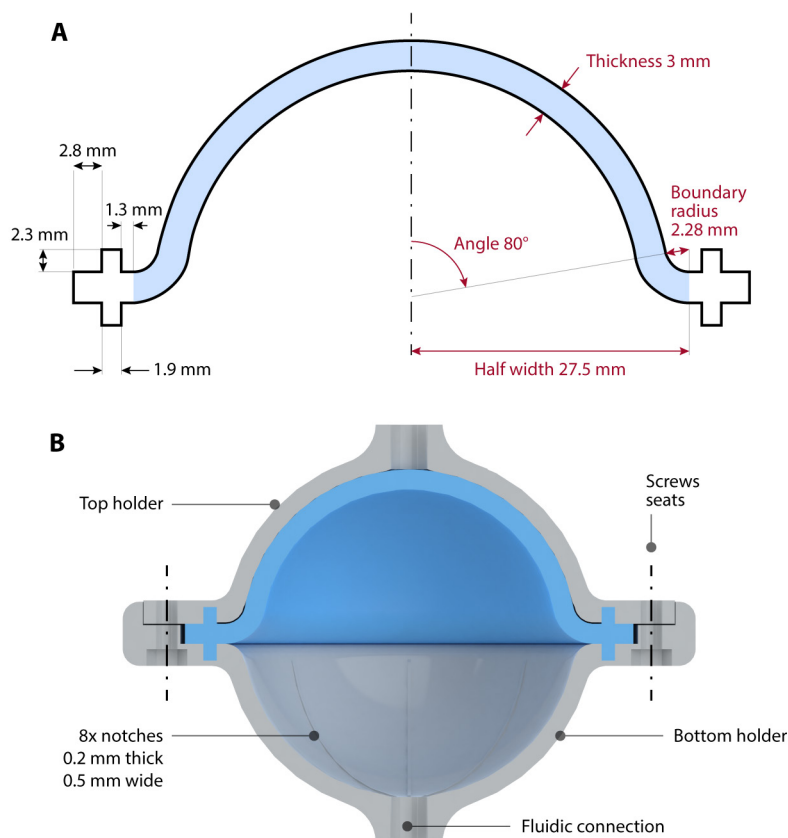 A
Thickness 3 mm
2.8 mm
1.3 mm
Boundary
radius
2.28 mm
2.3 mm
Angle 80°
1.9 mm
Half width 27.5 mm
B
Top holder
Screws
seats
8x notches
0.2 mm thick
0.5 mm wide
Bottom holder
Fluidic connection